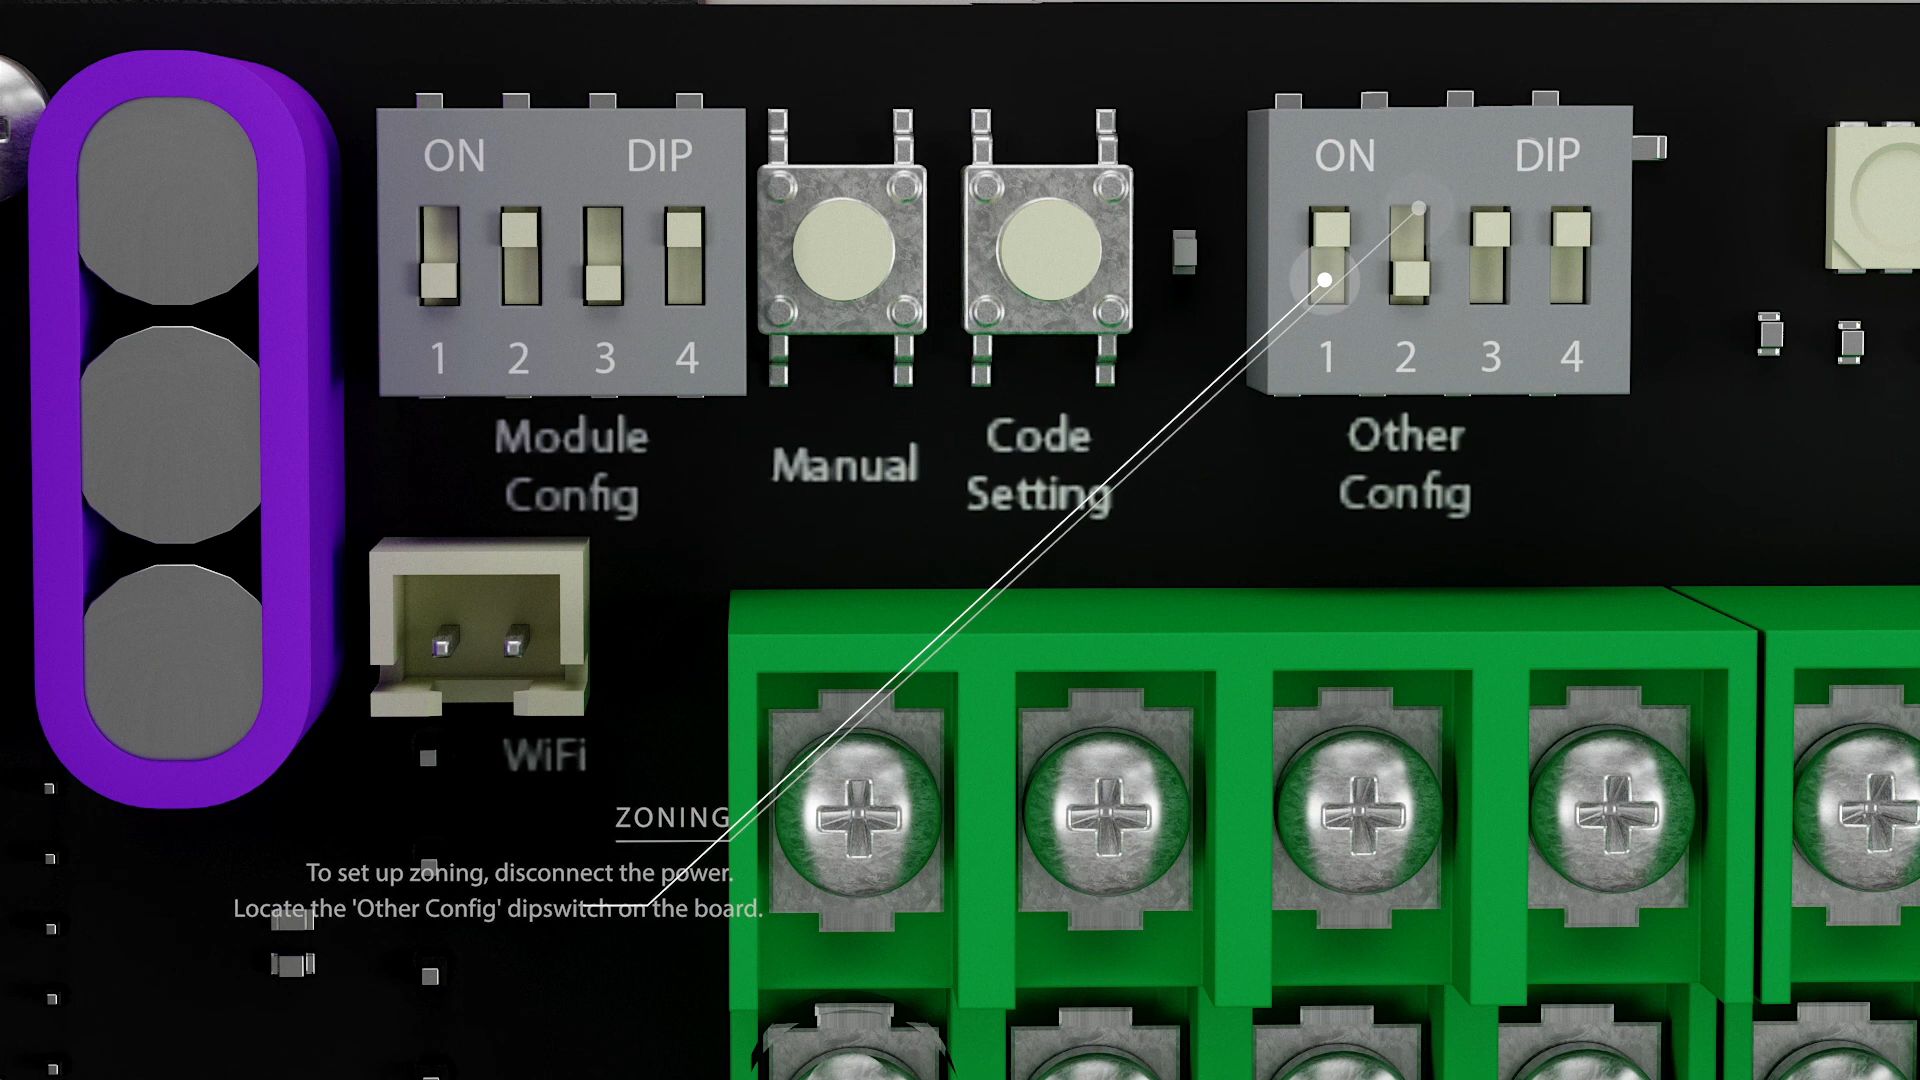 ON DIP
1 2 3 4
Module
Config
Manual
Code
Setting
ON DIP
1 2 3 4
Other
Config
WiFi
ZONING
To set up zoning, disconnect the power.
Locate the 'Other Config' dipswitch on the board.